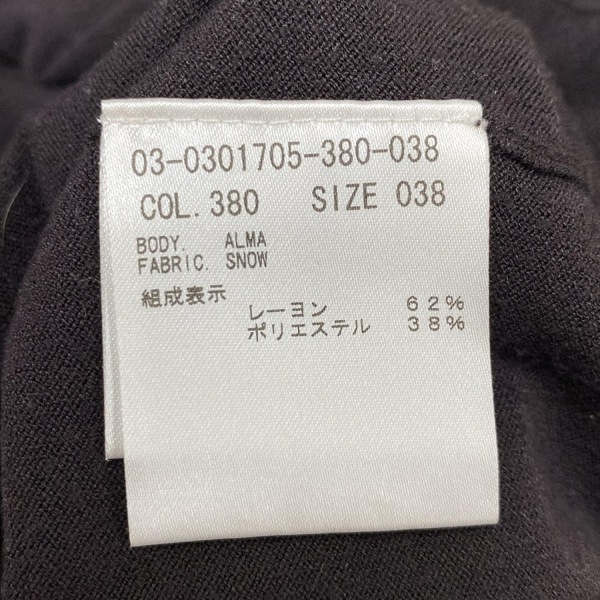 03-0301705-380-038
COL. 380 SIZE 038
BODY. ALMA
FABRIC. SNOW
組成表示
レーヨン 62%
ポリエステル 38%